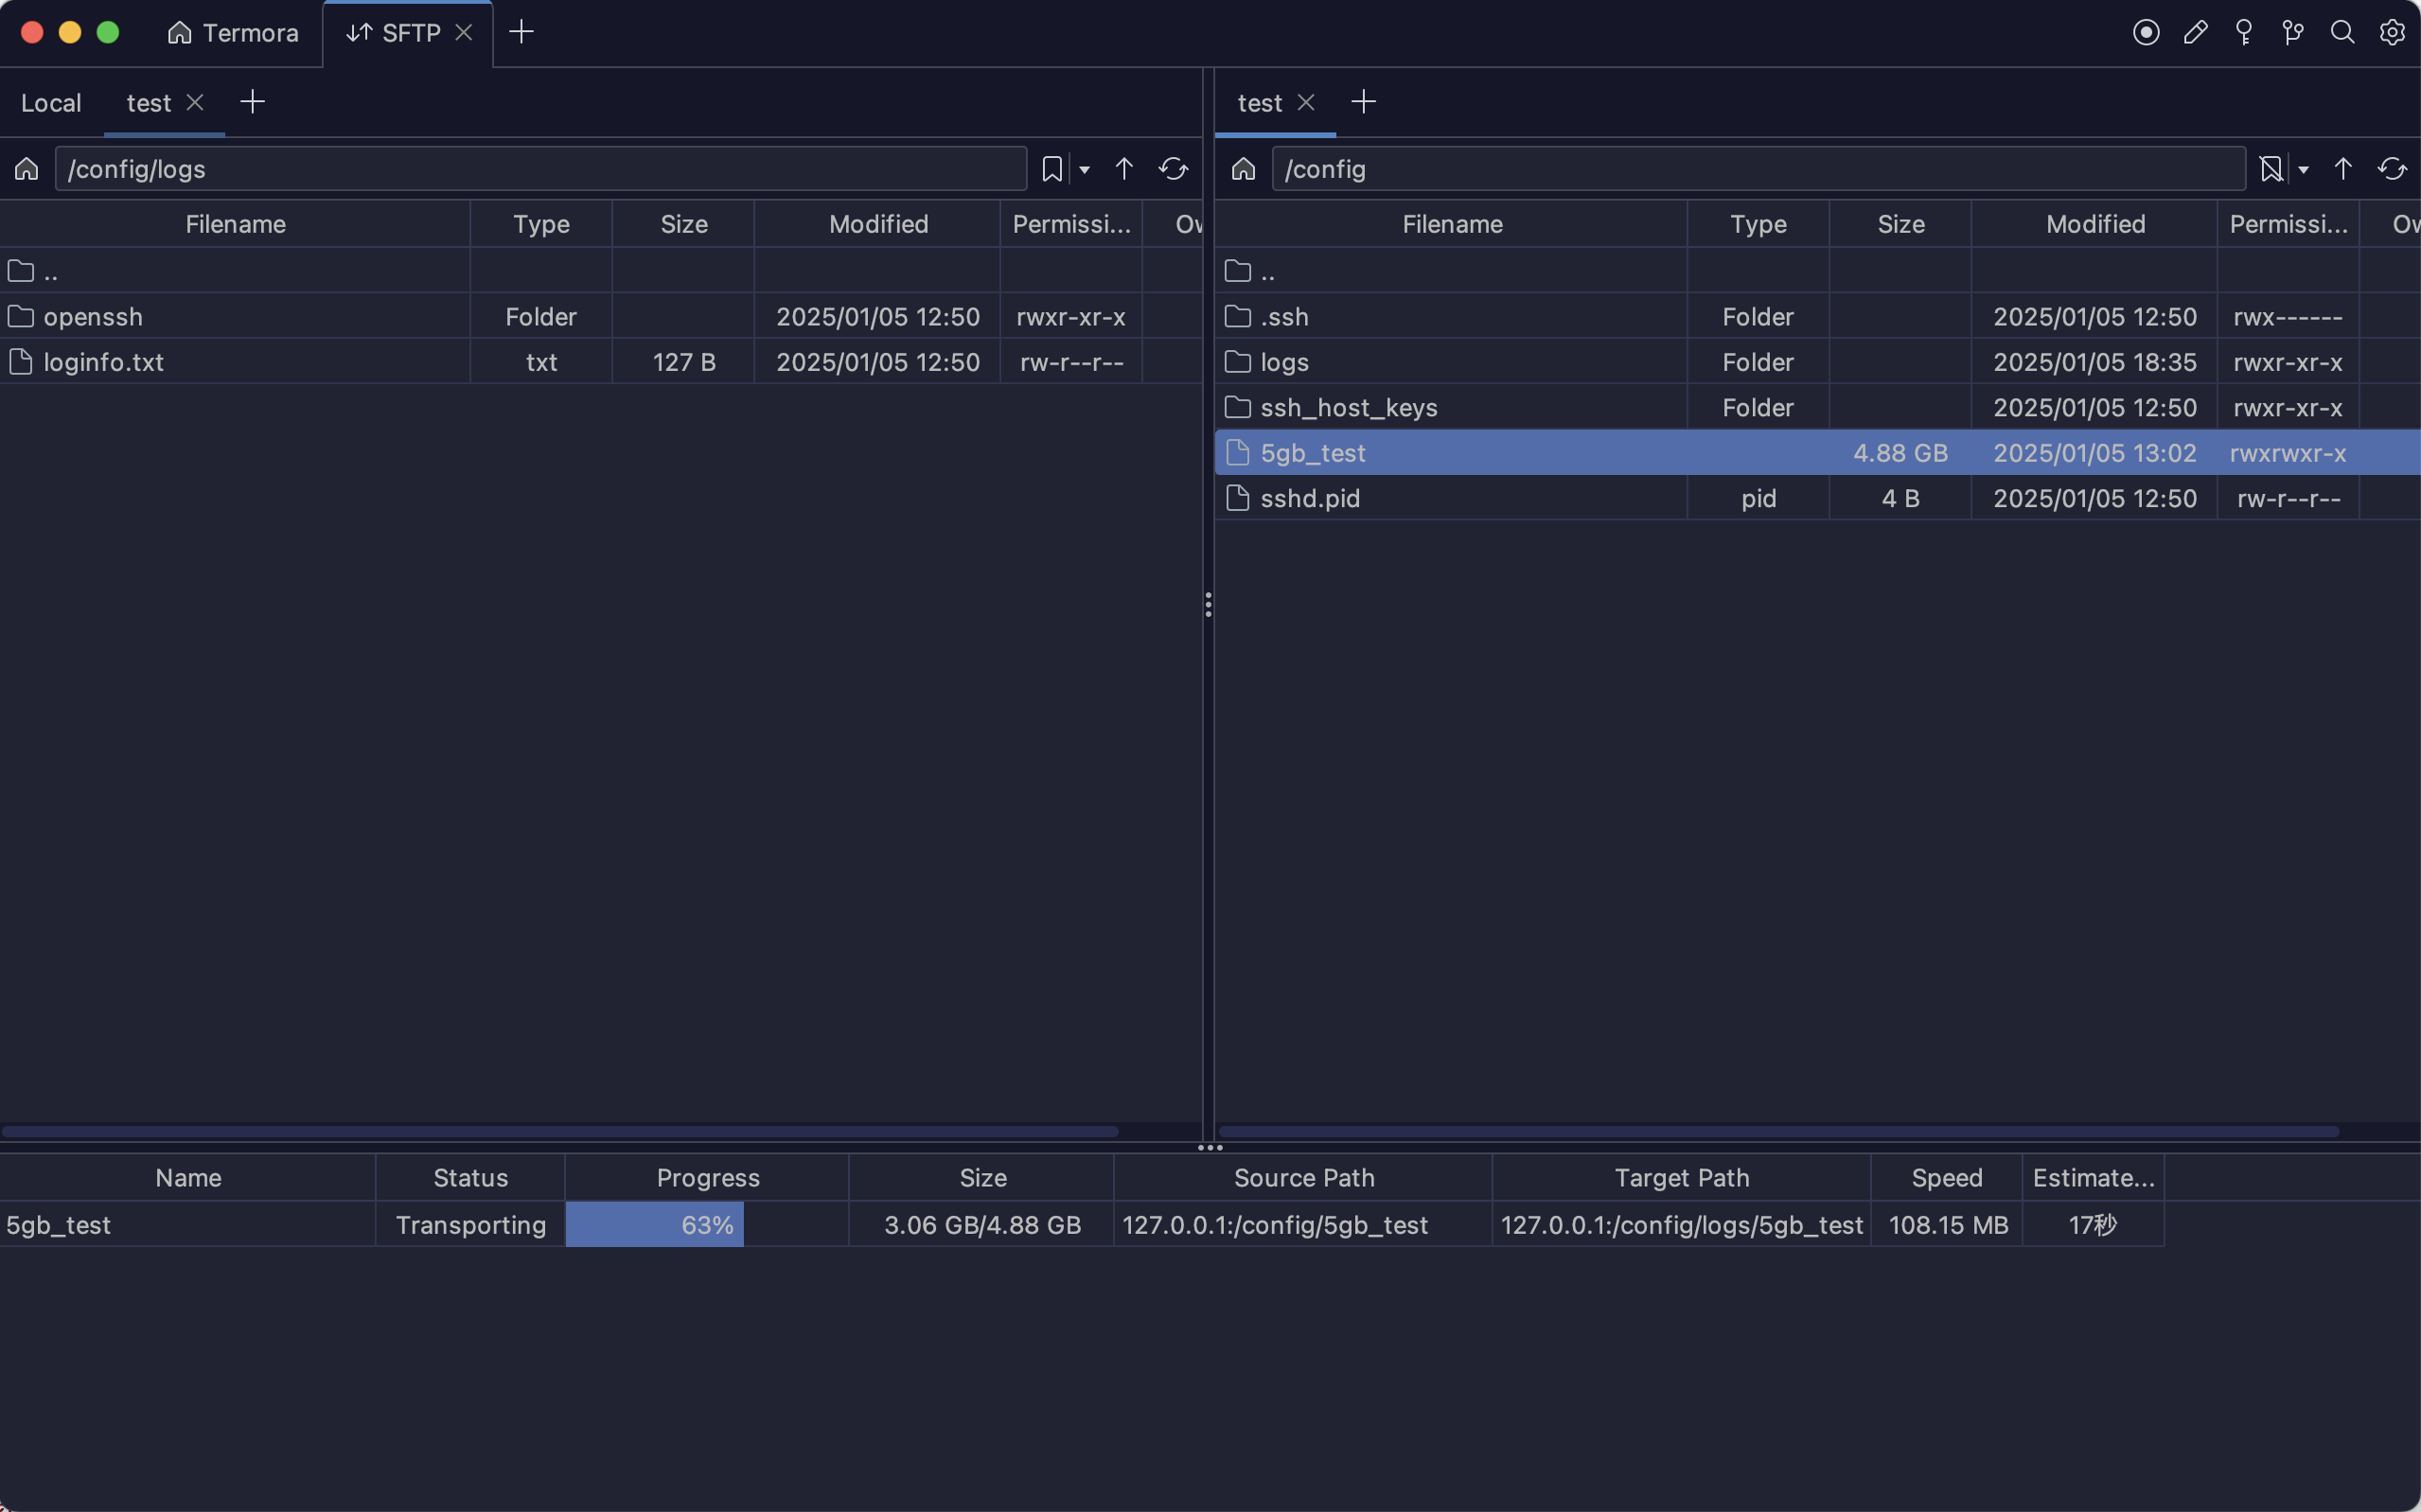 Termora SFTP
Local test
/config/logs
Filename Type Size Modified Permissi... Ow
..
openssh Folder 2025/01/05 12:50 rwxr-xr-x
loginfo.txt txt 127 B 2025/01/05 12:50 rw-r--r--
test
/config
Filename Type Size Modified Permissi... Ow
..
.ssh Folder 2025/01/05 12:50 rwx------
logs Folder 2025/01/05 18:35 rwxr-xr-x
ssh_host_keys Folder 2025/01/05 12:50 rwxr-xr-x
5gb_test 4.88 GB 2025/01/05 13:02 rwxrwxr-x
sshd.pid pid 4 B 2025/01/05 12:50 rw-r--r--
Name Status Progress Size Source Path Target Path Speed Estimate...
5gb_test Transporting 63% 3.06 GB/4.88 GB 127.0.0.1:/config/5gb_test 127.0.0.1:/config/logs/5gb_test 108.15 MB 17秒